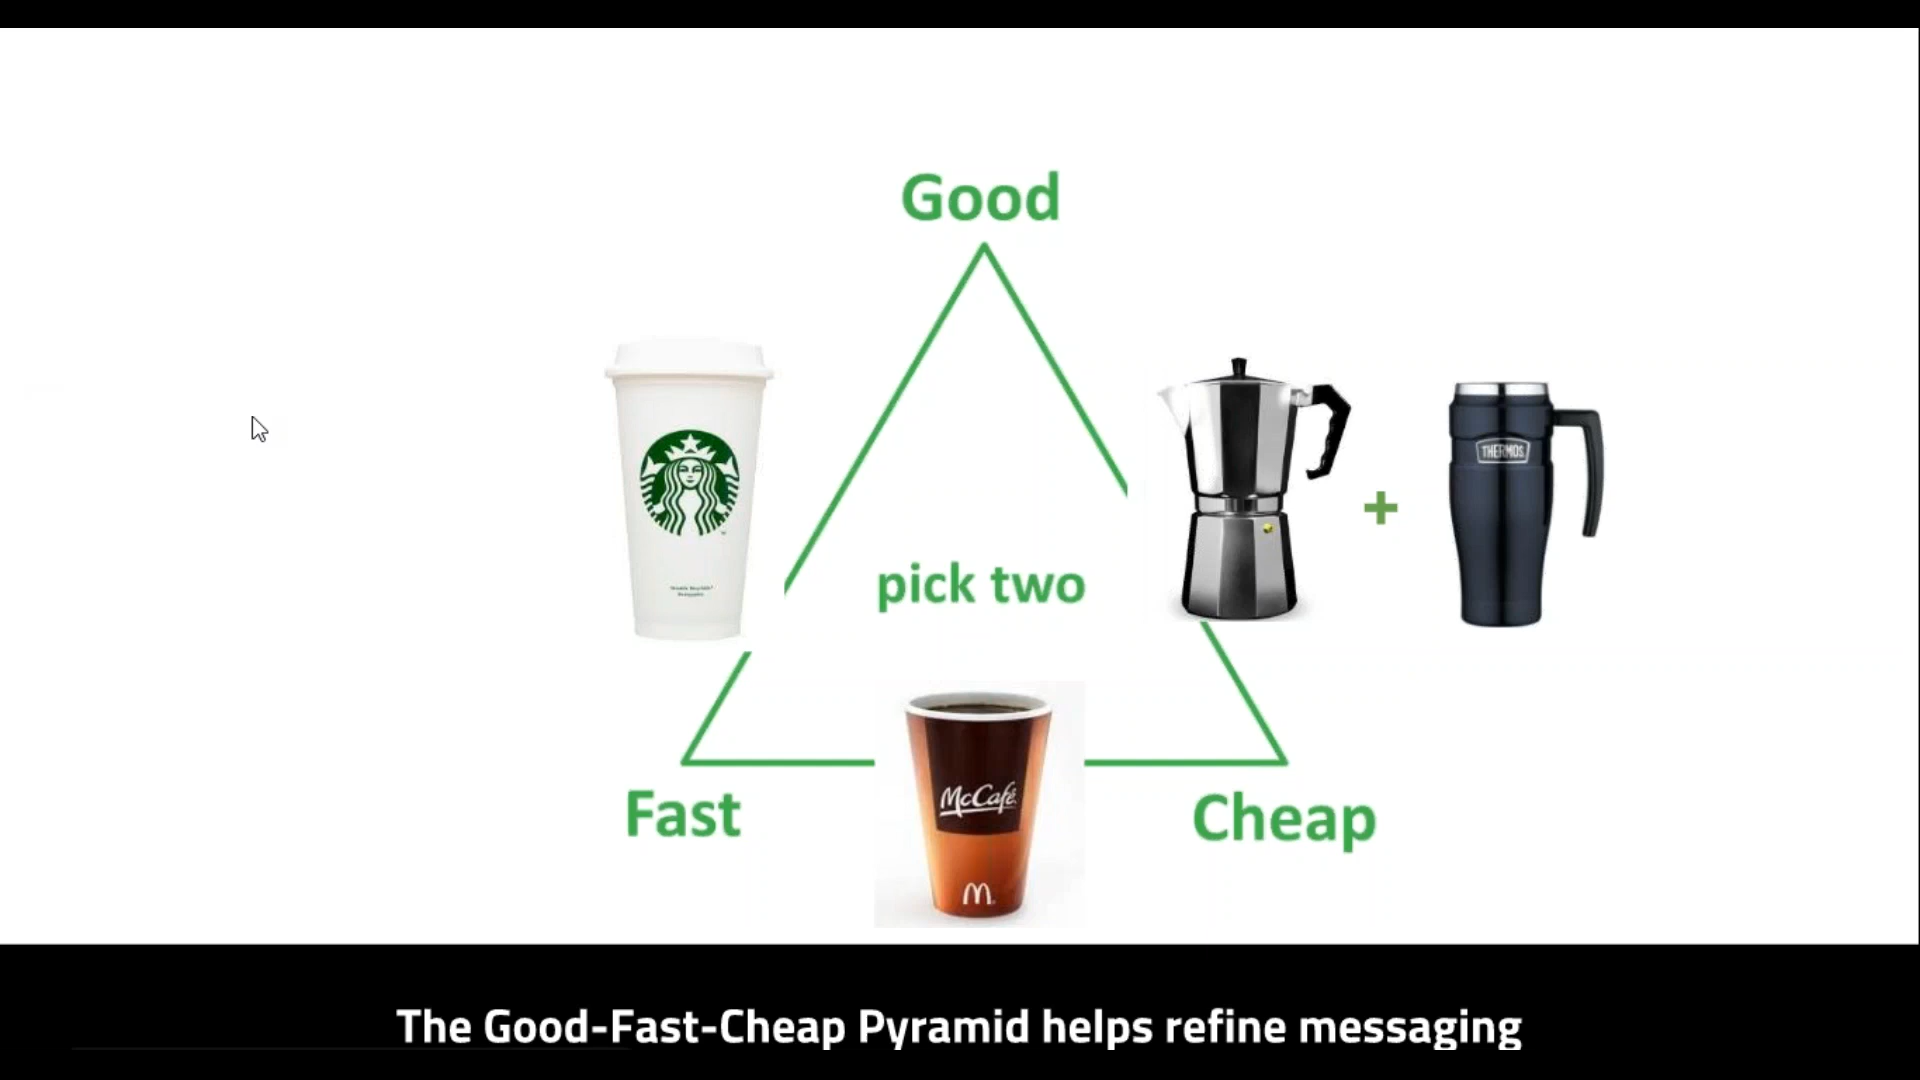 Good
THERMOS
pick two
McCafé
Fast
Cheap
The Good-Fast-Cheap Pyramid helps refine messaging